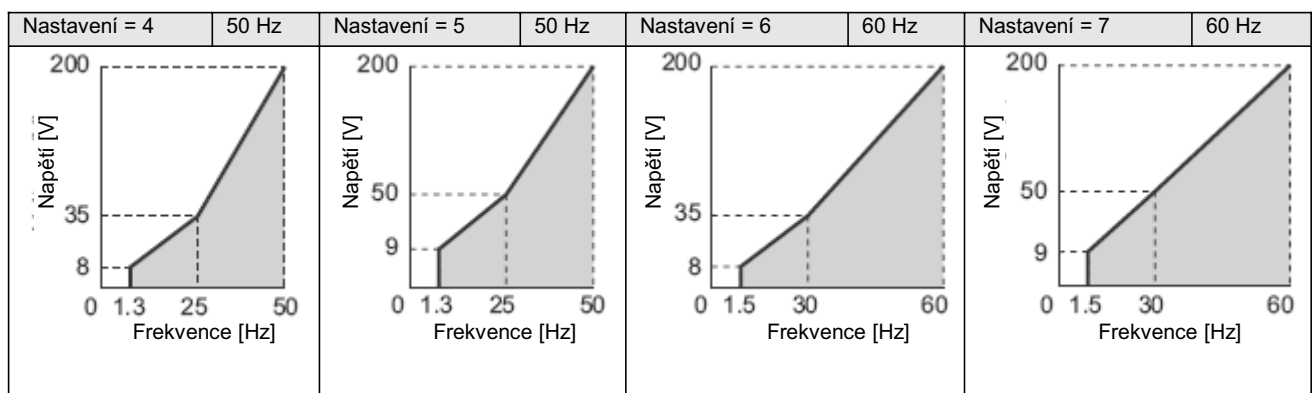 Nastavení = 4 50 Hz
200
Napětí [V]
35
8
0 1.3 25 50
Frekvence [Hz]
Nastavení = 5 50 Hz
200
Napětí [V]
50
9
0 1.3 25 50
Frekvence [Hz]
Nastavení = 6 60 Hz
200
Napětí [V]
35
8
0 1.5 30 60
Frekvence [Hz]
Nastavení = 7 60 Hz
200
Napětí [V]
50
9
0 1.5 30 60
Frekvence [Hz]